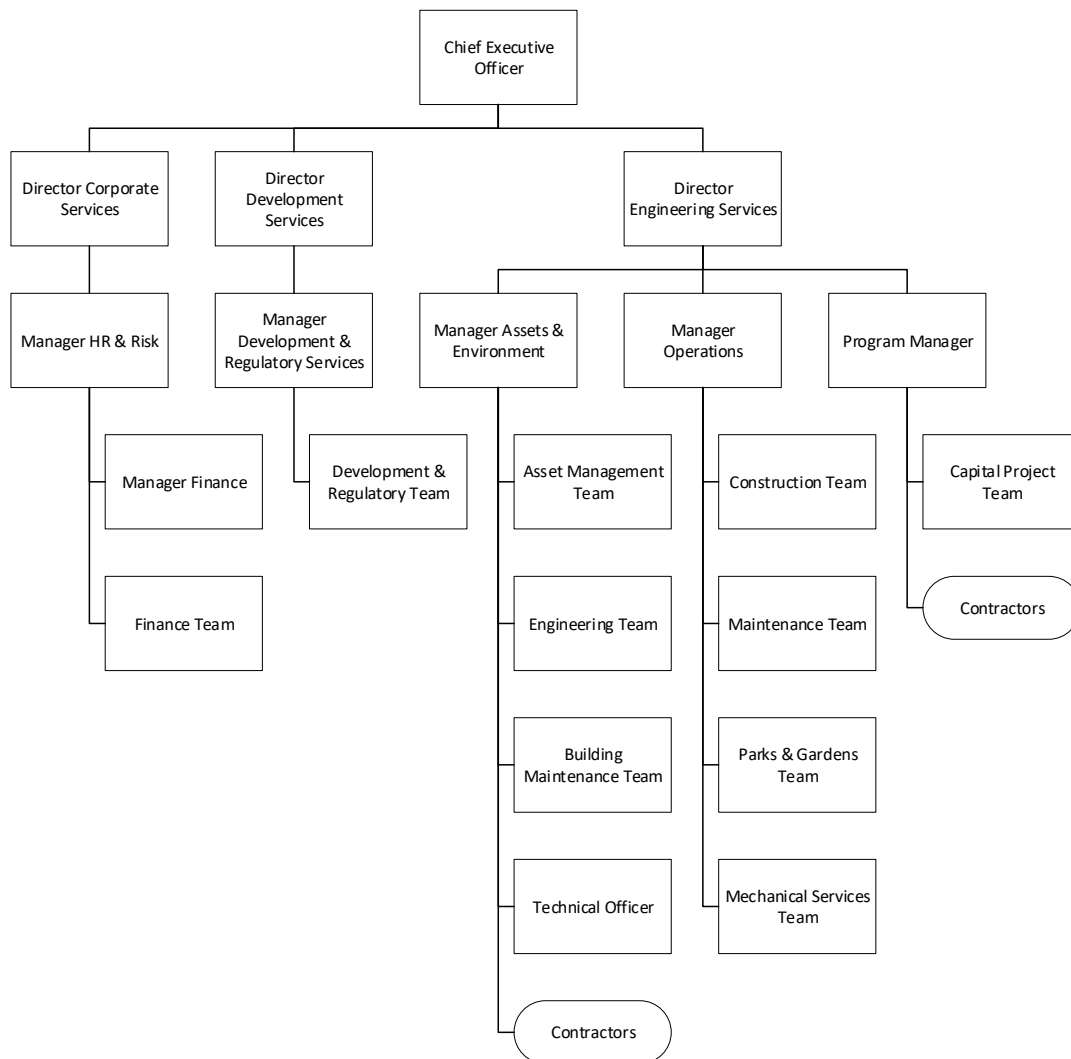 Chief Executive
Officer
Director Corporate
Services
Director
Development
Services
Director
Engineering Services
Manager HR & Risk
Manager
Development &
Regulatory Services
Manager Assets &
Environment
Manager
Operations
Program Manager
Manager Finance
Development &
Regulatory Team
Asset Management
Team
Construction Team
Capital Project
Team
Finance Team
Engineering Team
Maintenance Team
Contractors
Building
Maintenance Team
Parks & Gardens
Team
Technical Officer
Mechanical Services
Team
Contractors